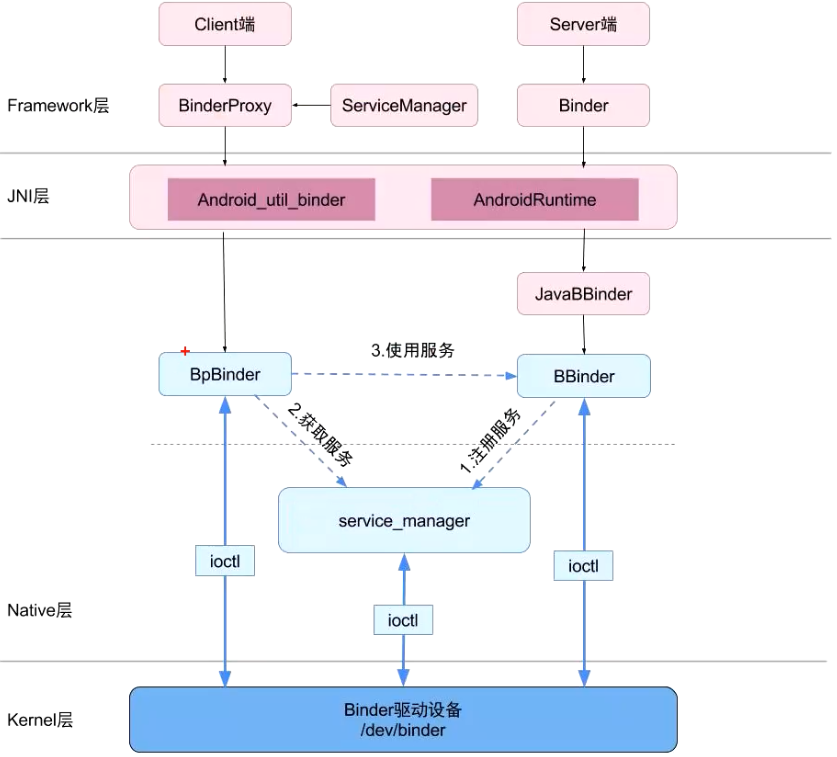 Client端
Server端
Framework层
BinderProxy
ServiceManager
Binder
JNI层
Android_util_binder
AndroidRuntime
JavaBBinder
3.使用服务
BpBinder
BBinder
2.获取服务
1.注册服务
service_manager
ioctl
ioctl
Native层
ioctl
Binder驱动设备
Kernel层
/dev/binder